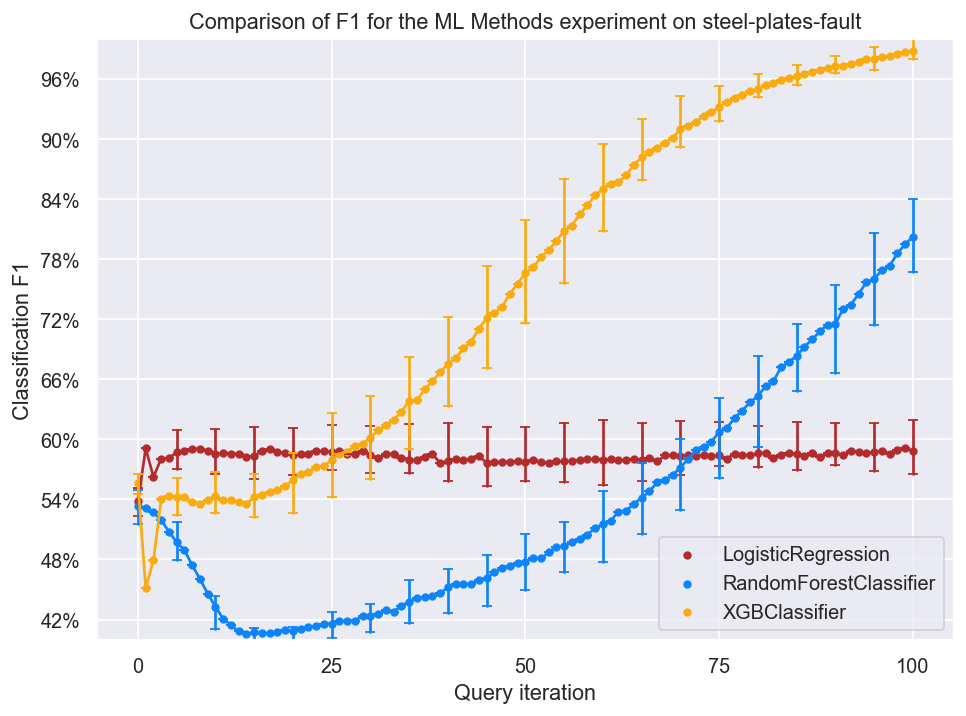 Comparison of F1 for the ML Methods experiment on steel-plates-fault
Classification F1
96%
90%
84%
78%
72%
66%
60%
54%
48%
42%
LogisticRegression
RandomForestClassifier
XGBClassifier
0 25 50 75 100
Query iteration